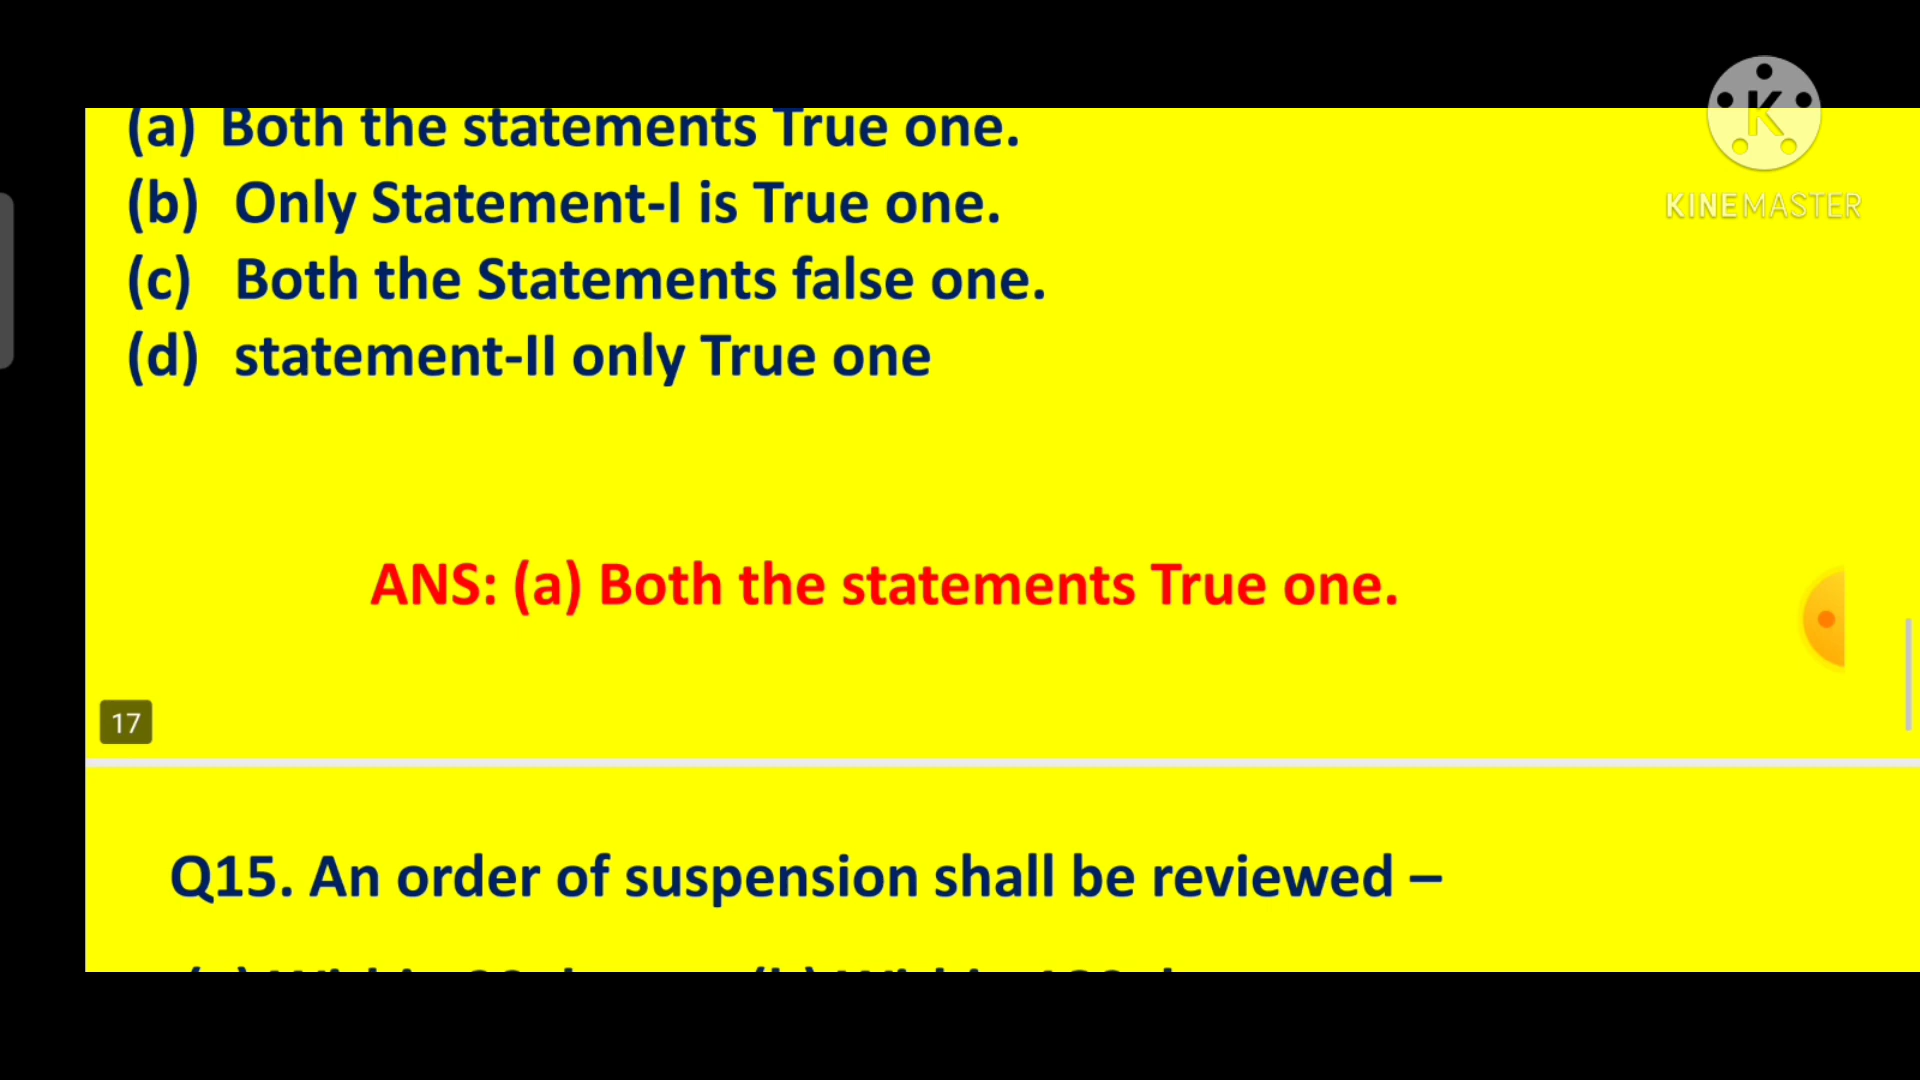 (a) Both the statements True one.
(b) Only Statement-I is True one.
(c) Both the Statements false one.
(d) statement-II only True one
KINEMASTER
ANS: (a) Both the statements True one.
17
Q15. An order of suspension shall be reviewed –